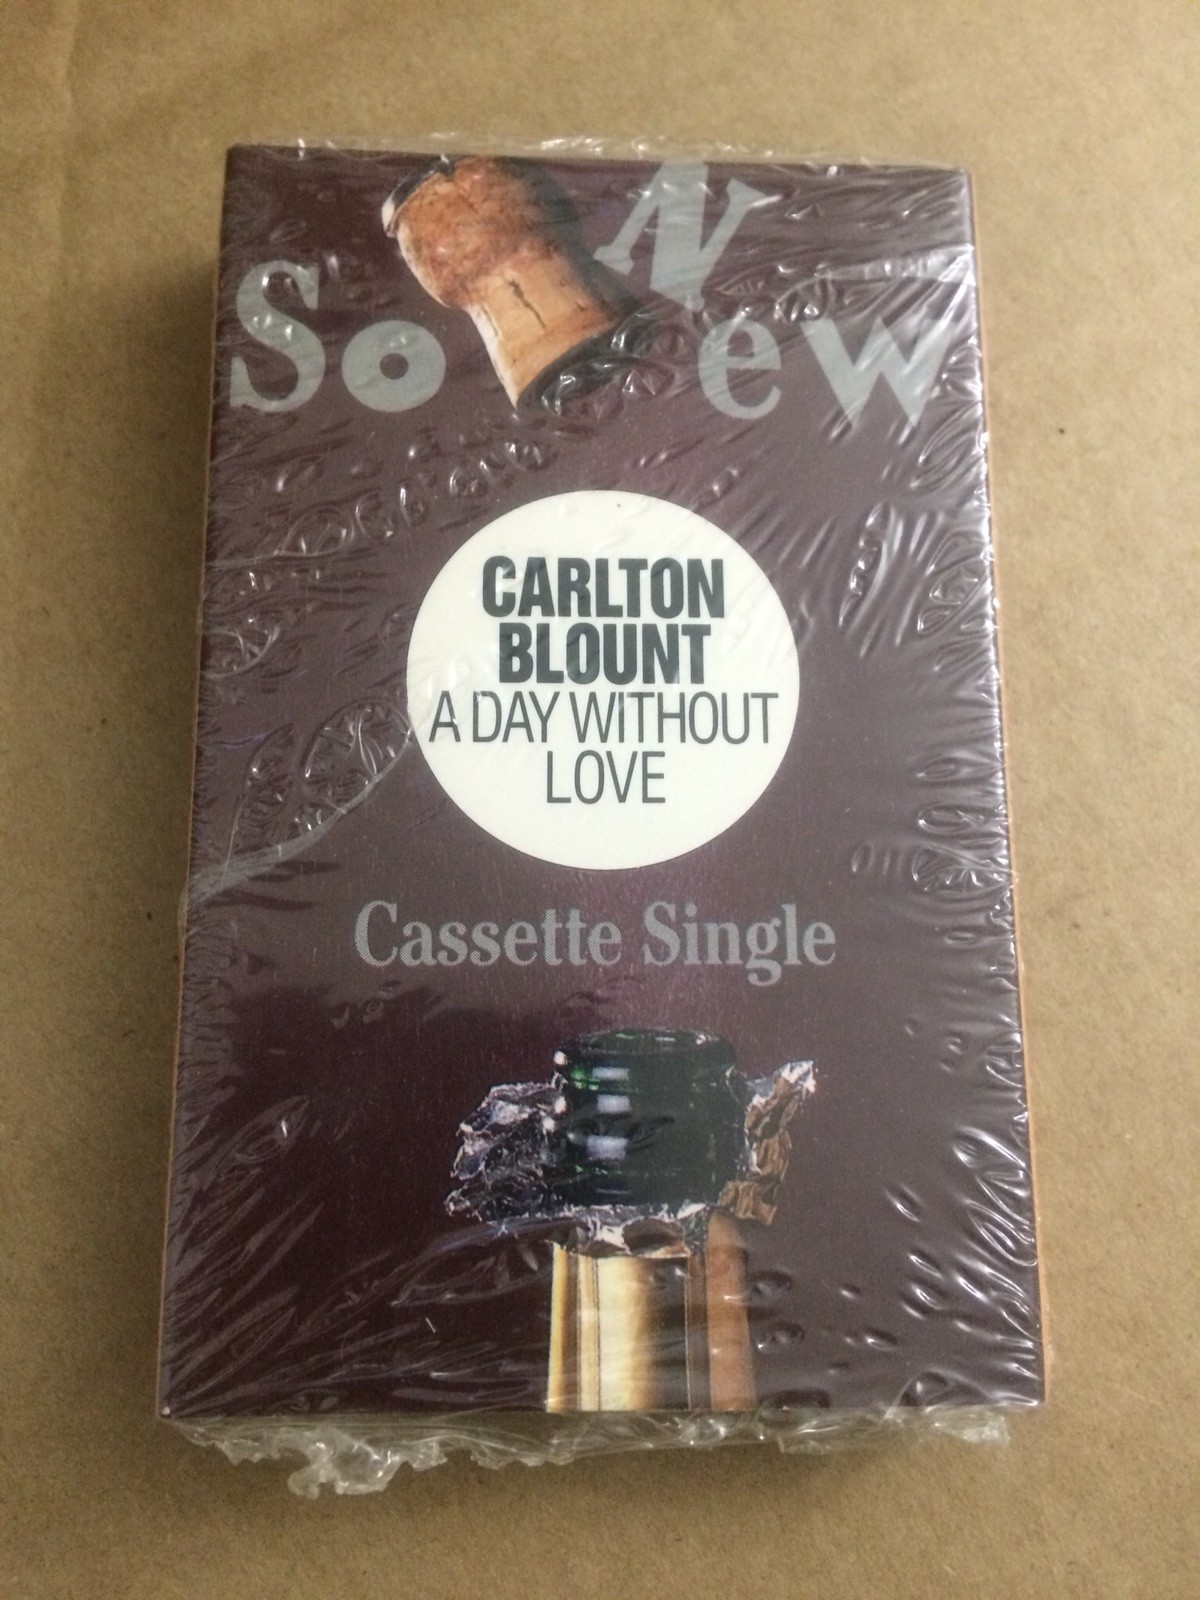 So New
CARLTON
BLOUNT
A DAY WITHOUT
LOVE
Cassette Single